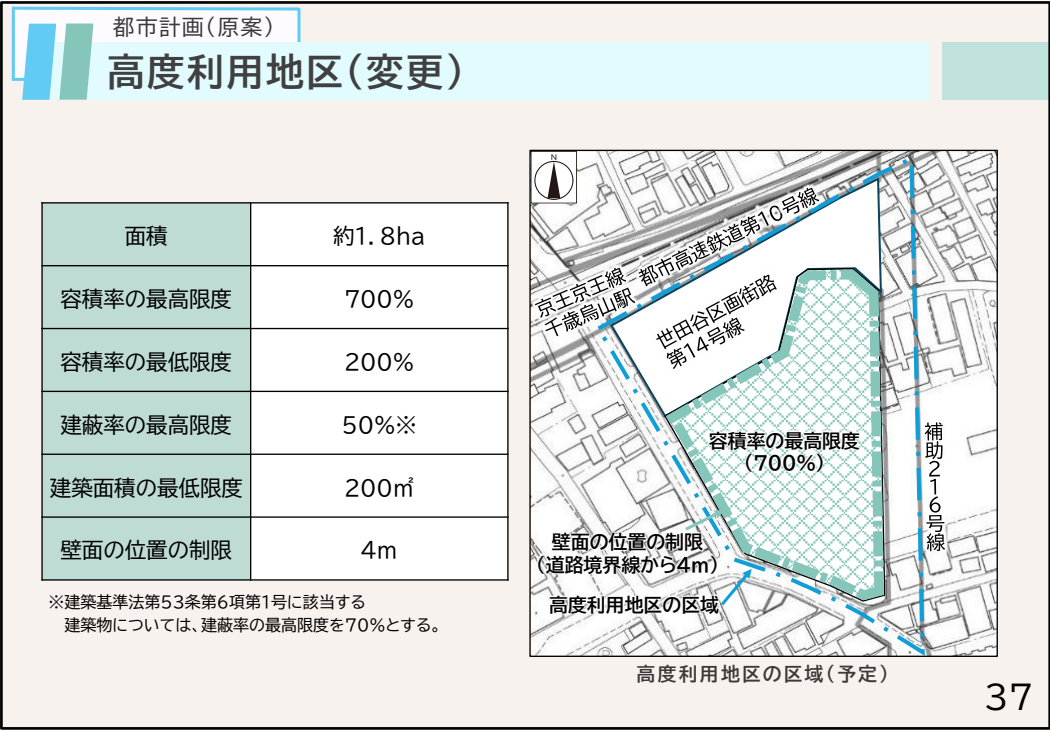 都市計画(原案)
高度利用地区(変更)
面積 約1.8ha
容積率の最高限度 700%
容積率の最低限度 200%
建蔽率の最高限度 50%※
建築面積の最低限度 200㎡
壁面の位置の制限 4m
※建築基準法第53条第6項第1号に該当する
建築物については、建蔽率の最高限度を70%とする。
N
都市高速鉄道第10号線
京王京王線
千歳烏山駅
世田谷区画街路
第14号線
容積率の最高限度
(700%)
補助216号線
壁面の位置の制限
(道路境界線から4m)
高度利用地区の区域
高度利用地区の区域(予定)
37